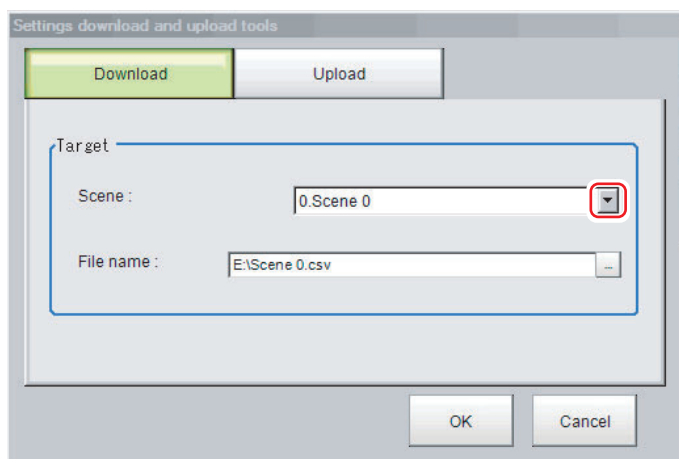 Settings download and upload tools
Download
Upload
Target
Scene :
0.Scene 0
File name :
E:\Scene 0.csv
...
OK
Cancel